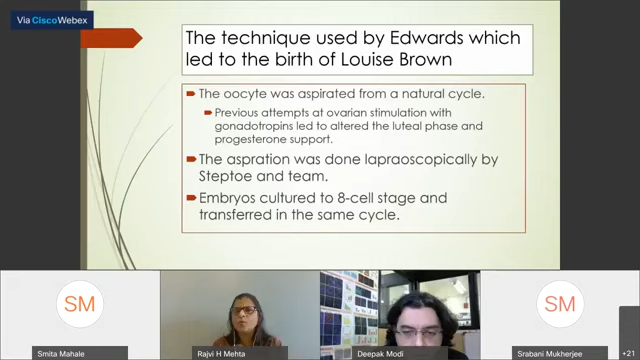 Via CiscoWebex
The technique used by Edwards which
led to the birth of Louise Brown
The oocyte was aspirated from a natural cycle.
Previous attempts at ovarian stimulation with
gonadotropins led to altered the luteal phase and
progesterone support.
The aspration was done lapraoscopically by
Steptoe and team.
Embryos cultured to 8-cell stage and
transferred in the same cycle.
SM
SM
Smita Mahale
Rajvi H Mehta
Deepak Modi
Srabani Mukherjee
+21